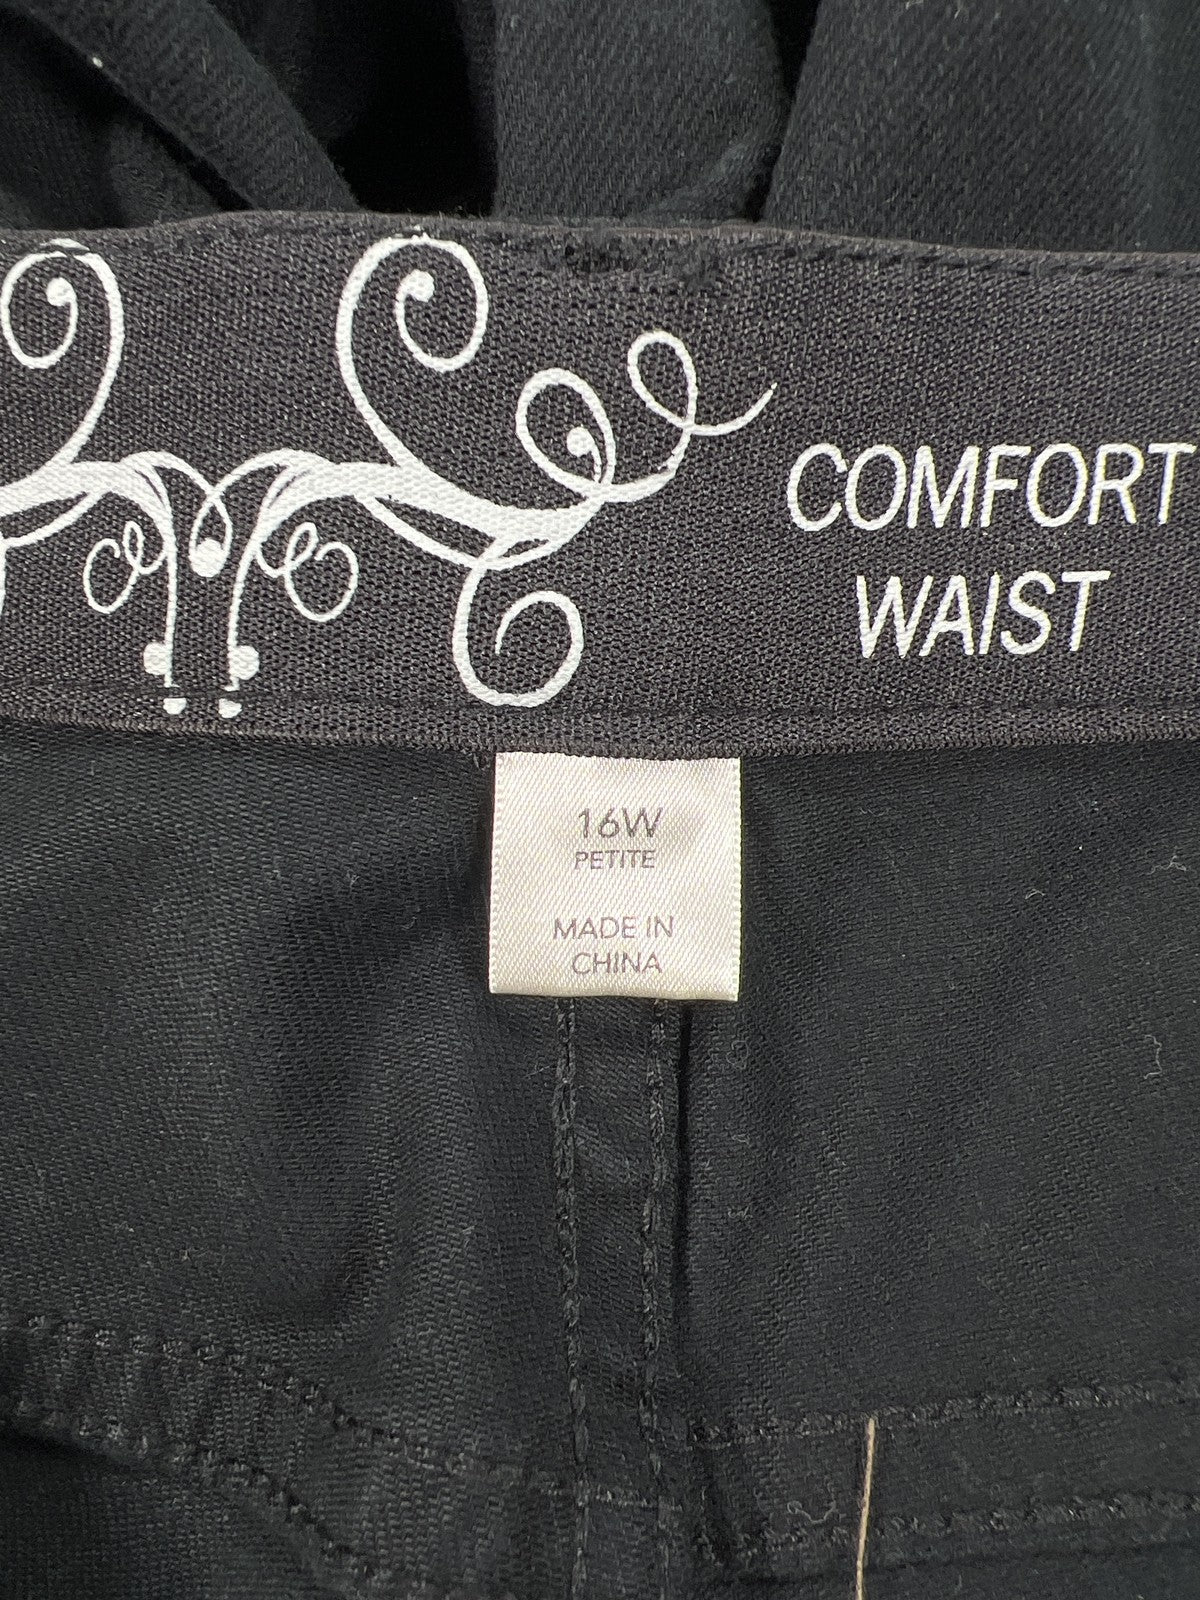 COMFORT
WAIST
16W
PETITE
MADE IN
CHINA